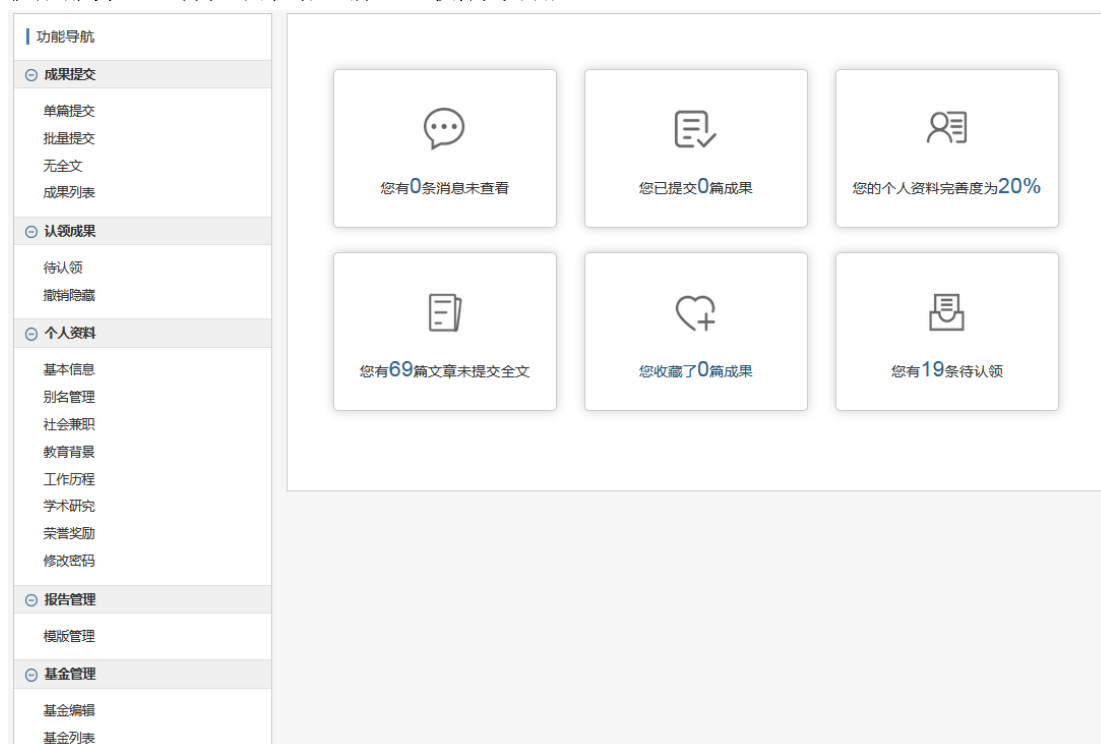 功能导航
成果提交
单篇提交
批量提交
无全文
成果列表
认领成果
待认领
撤销隐藏
个人资料
基本信息
别名管理
社会兼职
教育背景
工作历程
学术研究
荣誉奖励
修改密码
报告管理
模版管理
基金管理
基金编辑
基金列表
您有0条消息未查看
您已提交0篇成果
您的个人资料完善度为20%
您有69篇文章未提交全文
您收藏了0篇成果
您有19条待认领